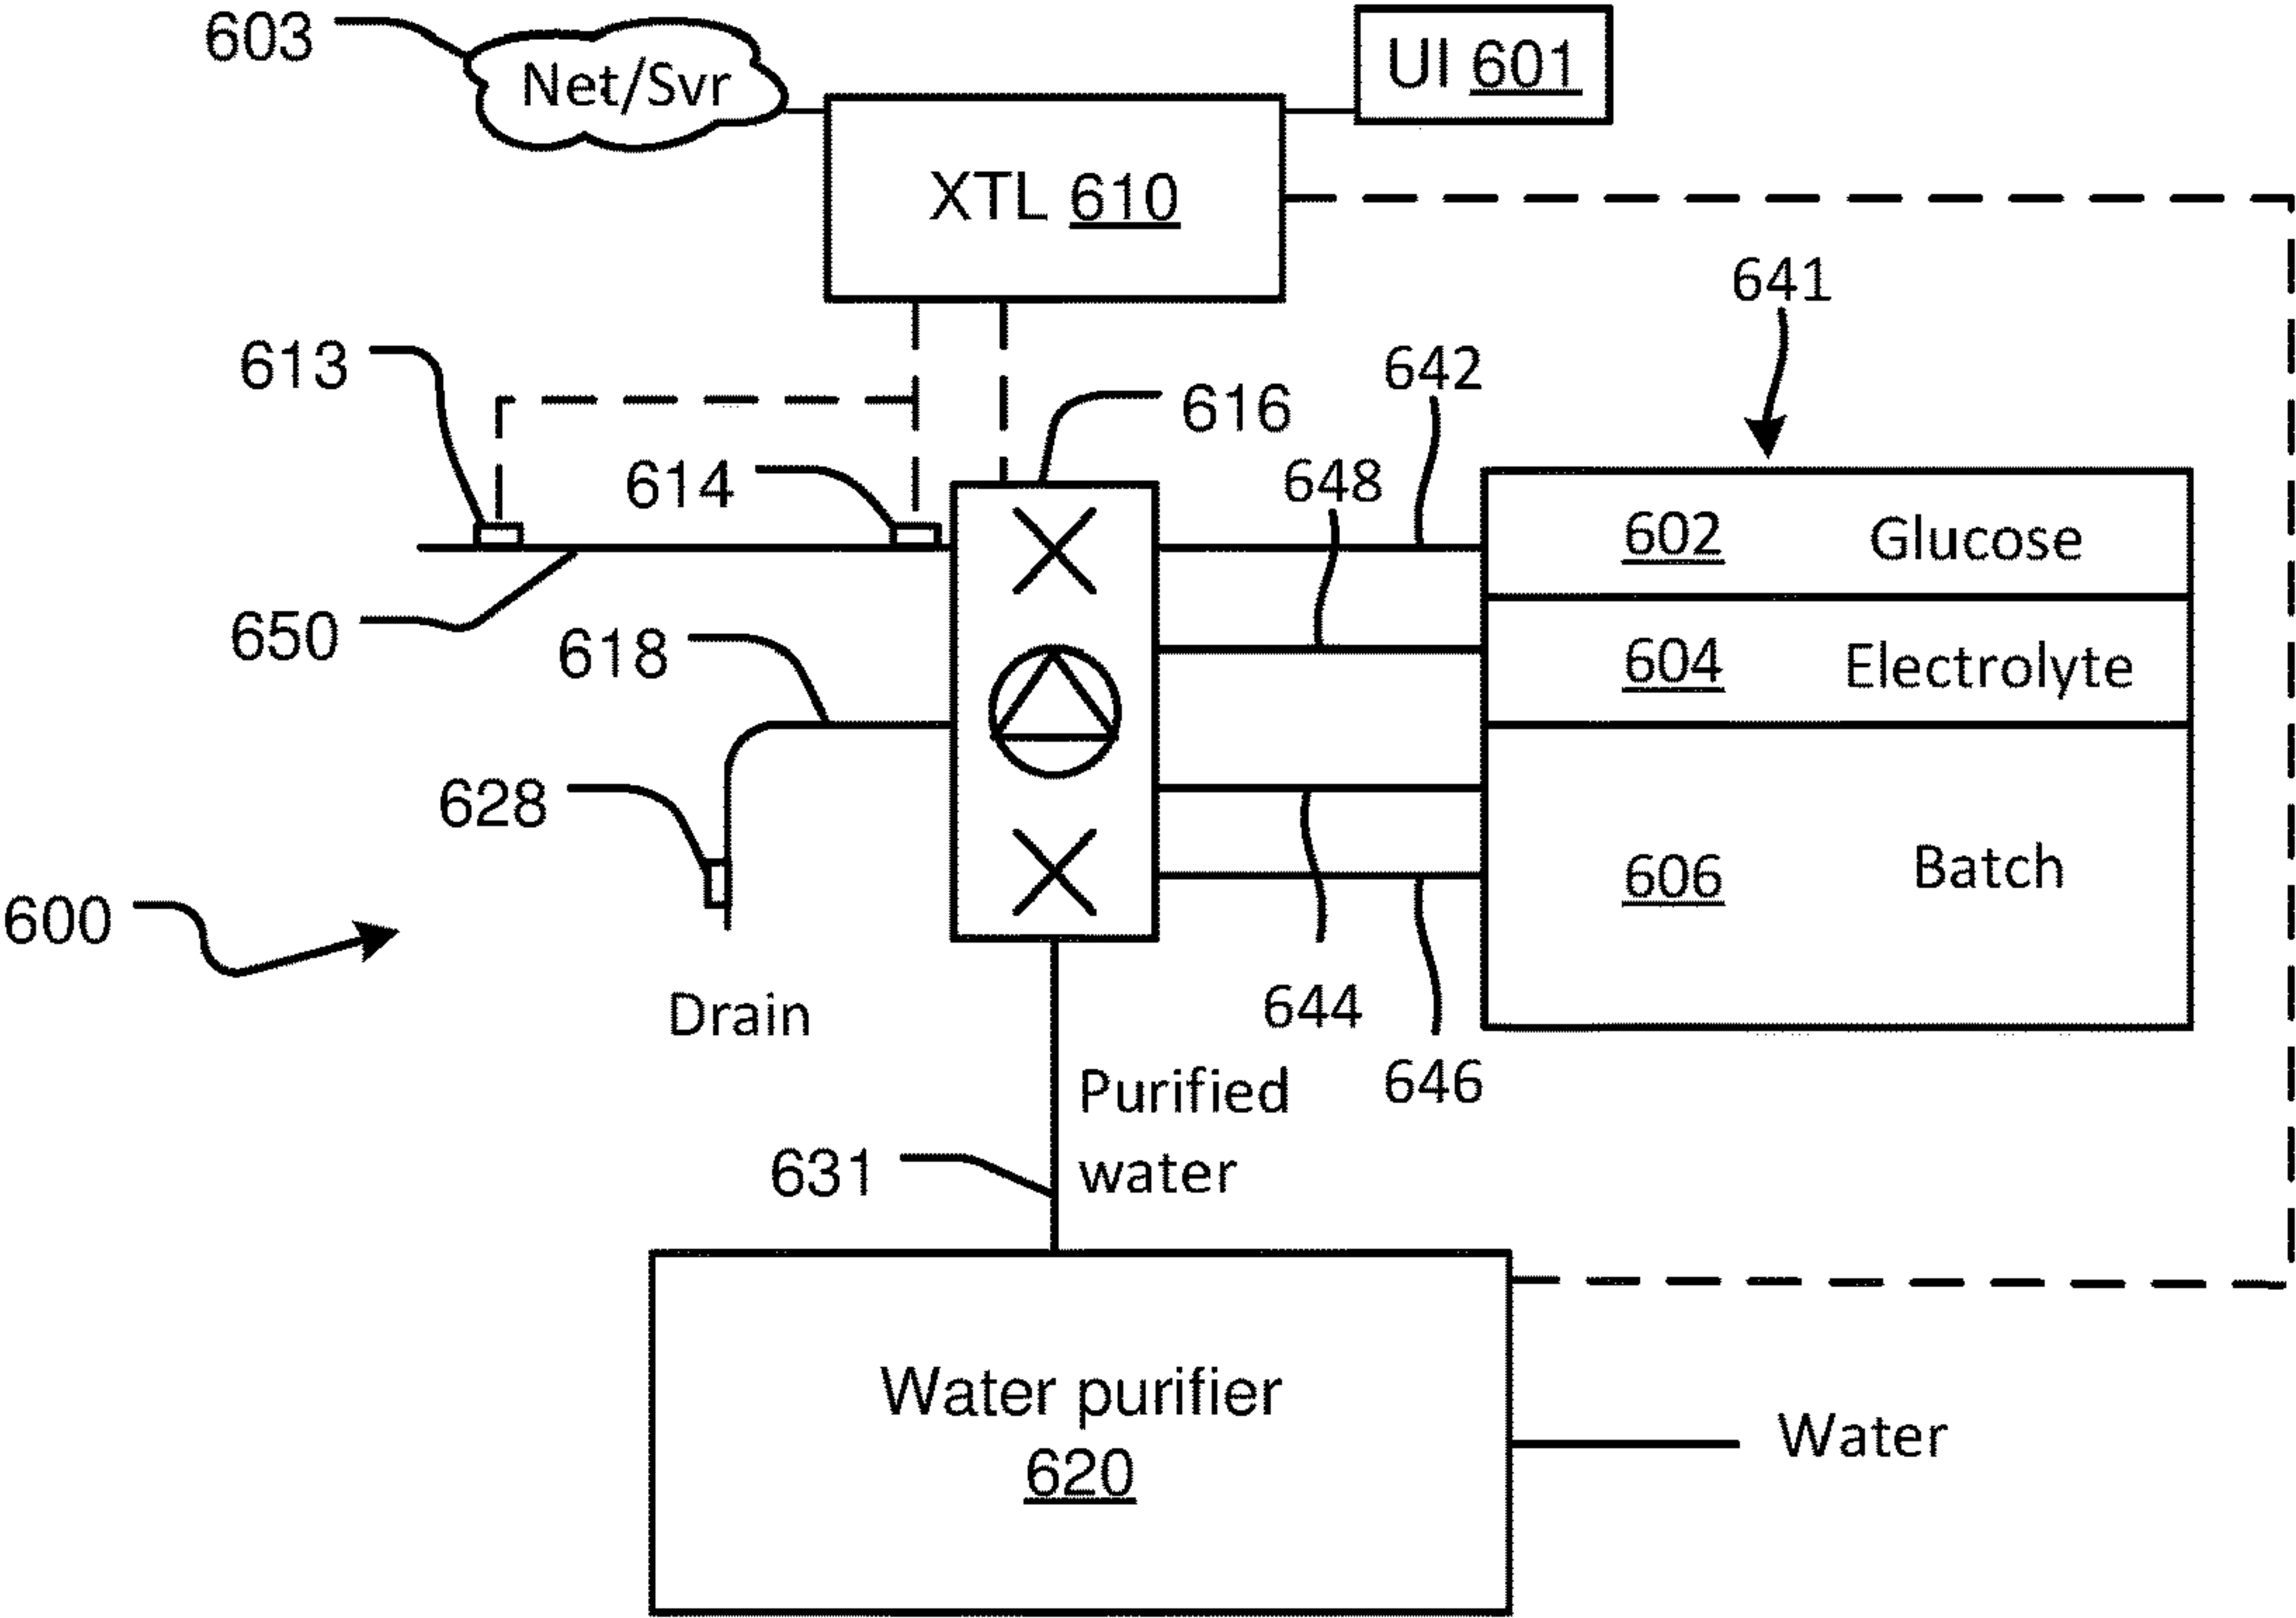 603
Net/Svr
UI 601
XTL 610
641
613
616
642
614
648
602 Glucose
650
618
604 Electrolyte
628
606 Batch
600
Drain
644
646
Purified
water
631
Water purifier
620
Water